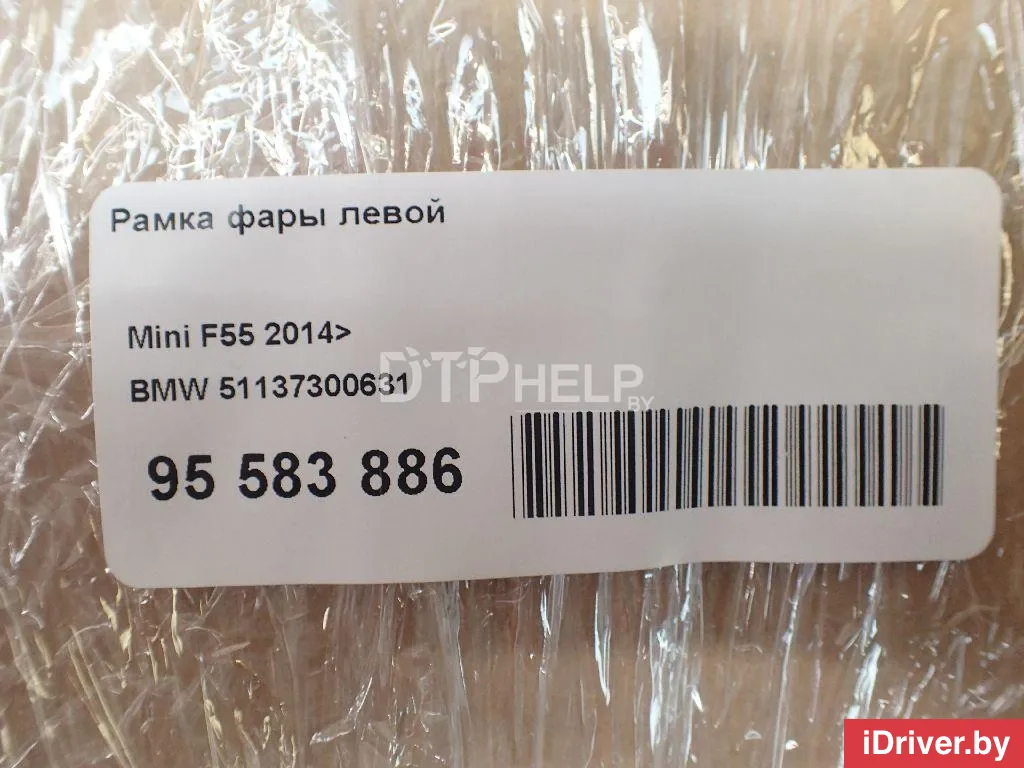 Рамка фары левой
Mini F55 2014>
BMW 51137300631
DTPHELP
BY
95 583 886
iDriver.by